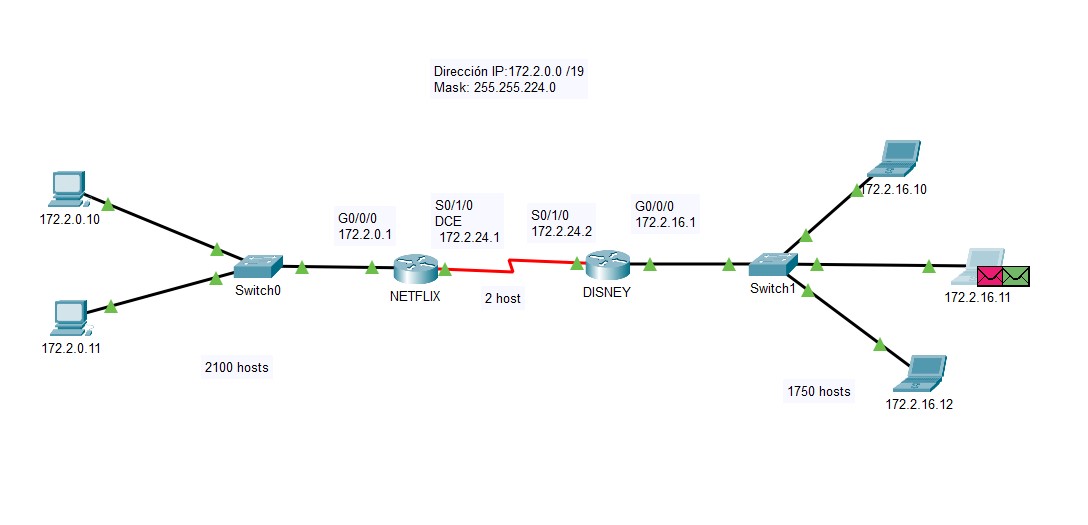 Dirección IP:172.2.0.0 /19
Mask: 255.255.224.0
172.2.0.10
172.2.0.11
Switch0
2100 hosts
G0/0/0
172.2.0.1
NETFLIX
S0/1/0
DCE
172.2.24.1
2 host
S0/1/0
172.2.24.2
DISNEY
G0/0/0
172.2.16.1
Switch1
1750 hosts
172.2.16.10
172.2.16.11
172.2.16.12